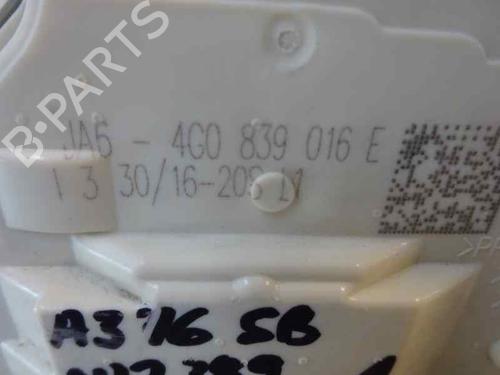 B-PARTS
JA6 - 4G0 839 016 E
1 3 30/16-209 11
A3 '16 SB